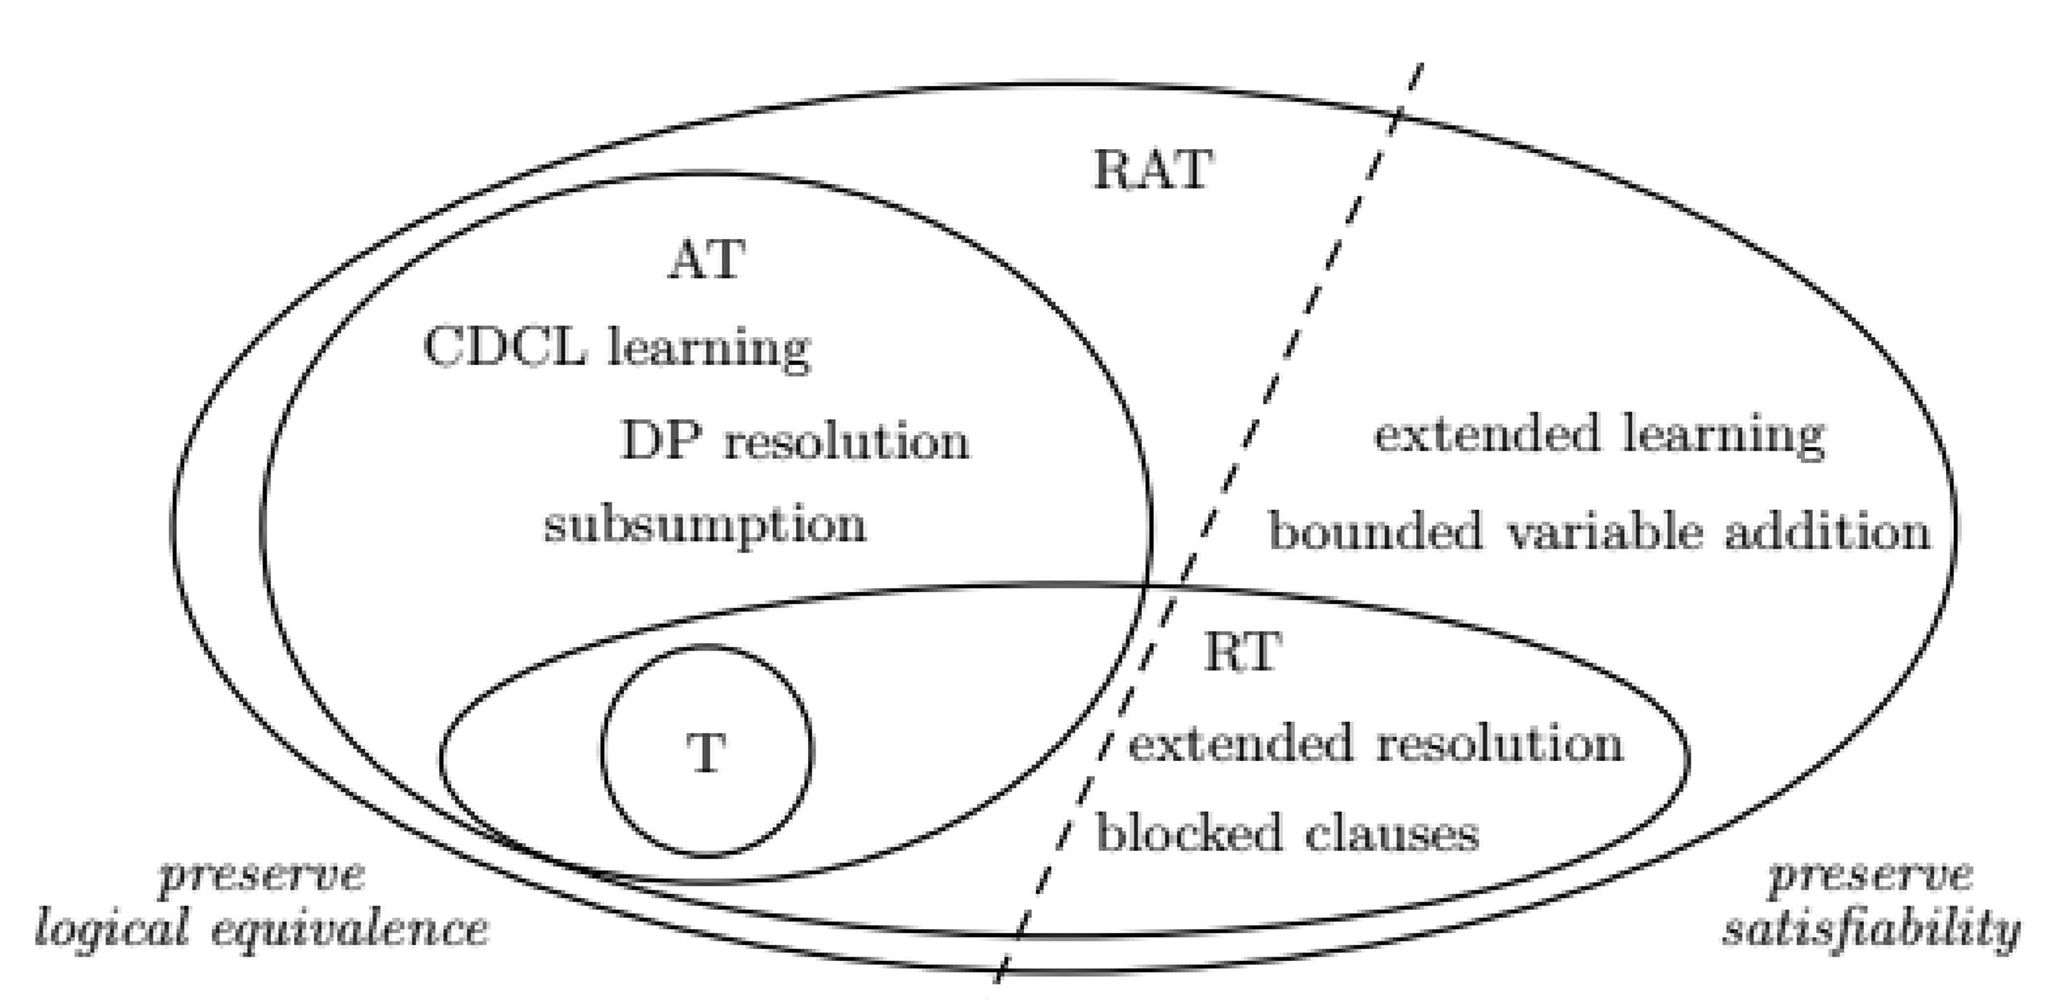 RAT
AT
CDCL learning
DP resolution
subsumption
extended learning
bounded variable addition
RT
T
extended resolution
blocked clauses
preserve
logical equivalence
preserve
satisfiability